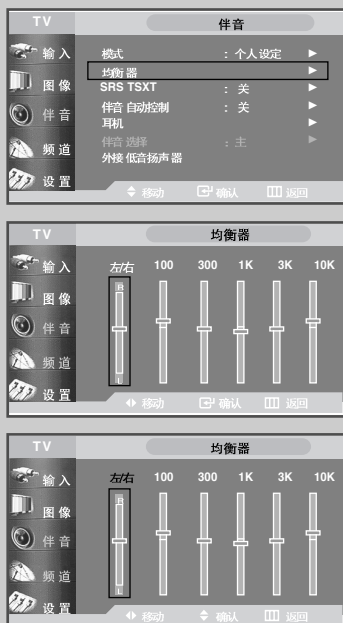 TV 伴音
输入
图像
伴音
频道
设置
模式 : 个人设定
均衡器
SRS TSXT : 关
伴音 自动控制 : 关
耳机
伴音 选择 : 主
外接 低音扬声器
移动 确认 返回
TV 均衡器
输入
图像
伴音
频道
设置
左/右 100 300 1K 3K 10K
R
L
移动 确认 返回
TV 均衡器
输入
图像
伴音
频道
设置
左/右 100 300 1K 3K 10K
R
L
移动 确认 返回